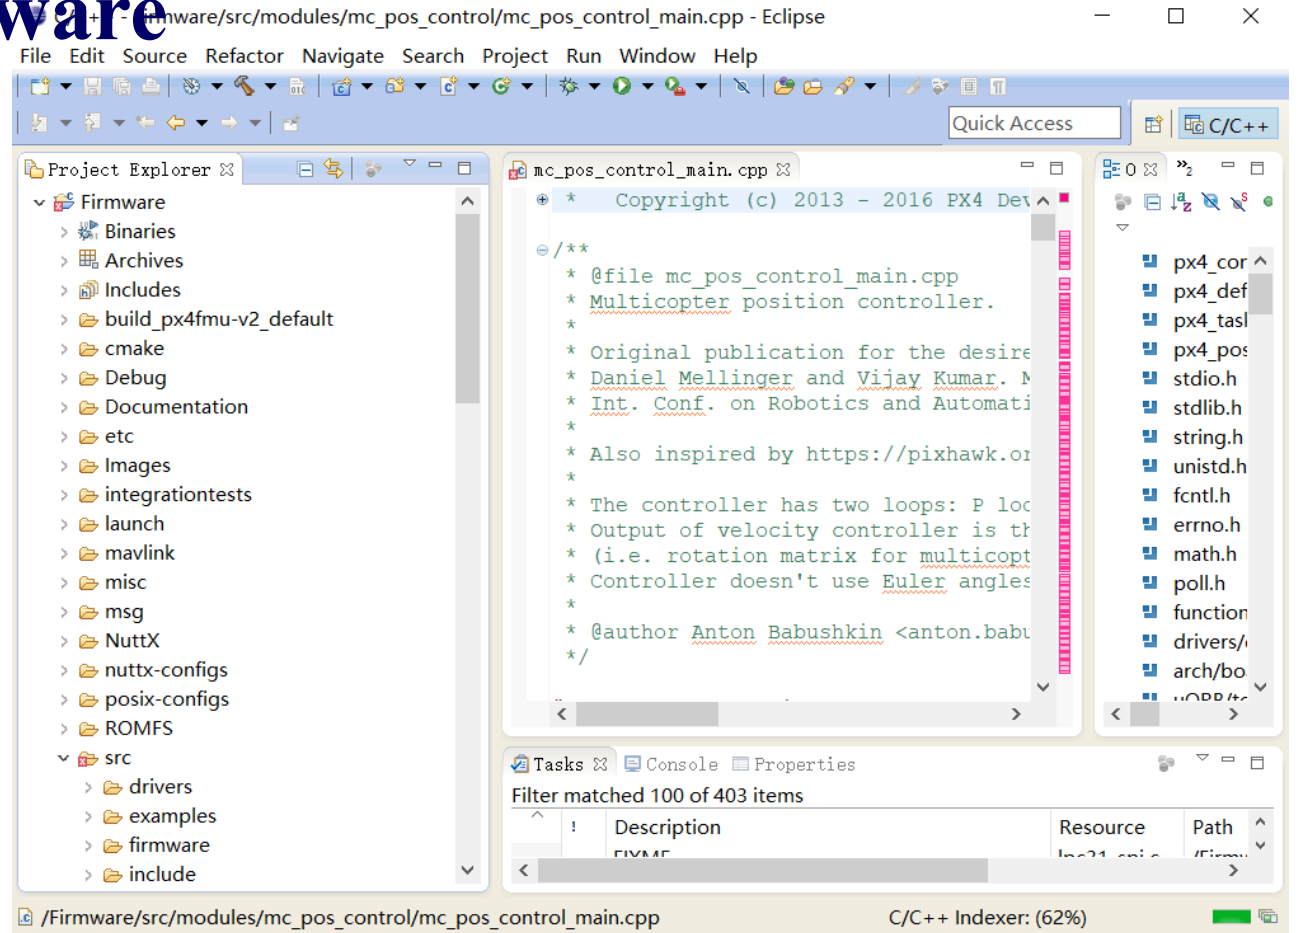 ware
C/C++ - Firmware/src/modules/mc_pos_control/mc_pos_control_main.cpp - Eclipse
File Edit Source Refactor Navigate Search Project Run Window Help
Quick Access
C/C++
Project Explorer
Firmware
Binaries
Archives
Includes
build_px4fmu-v2_default
cmake
Debug
Documentation
etc
Images
integrationtests
launch
mavlink
misc
msg
NuttX
nuttx-configs
posix-configs
ROMFS
src
drivers
examples
firmware
include
mc_pos_control_main.cpp
* Copyright (c) 2013 - 2016 PX4 Dev
/**
* @file mc_pos_control_main.cpp
* Multicopter position controller.
*
* Original publication for the desire
* Daniel Mellinger and Vijay Kumar. M
* Int. Conf. on Robotics and Automati
*
* Also inspired by https://pixhawk.or
*
* The controller has two loops: P loo
* Output of velocity controller is th
* (i.e. rotation matrix for multicopt
* Controller doesn't use Euler angles
*
* @author Anton Babushkin <anton.babu
*/
O
px4_cor
px4_def
px4_tasl
px4_pos
stdio.h
stdlib.h
string.h
unistd.h
fcntl.h
errno.h
math.h
poll.h
function
drivers/
arch/bo
uORB/to
Tasks Console Properties
Filter matched 100 of 403 items
! Description Resource Path
FIXME lpc21_spi.c /Firmw
/Firmware/src/modules/mc_pos_control/mc_pos_control_main.cpp
C/C++ Indexer: (62%)